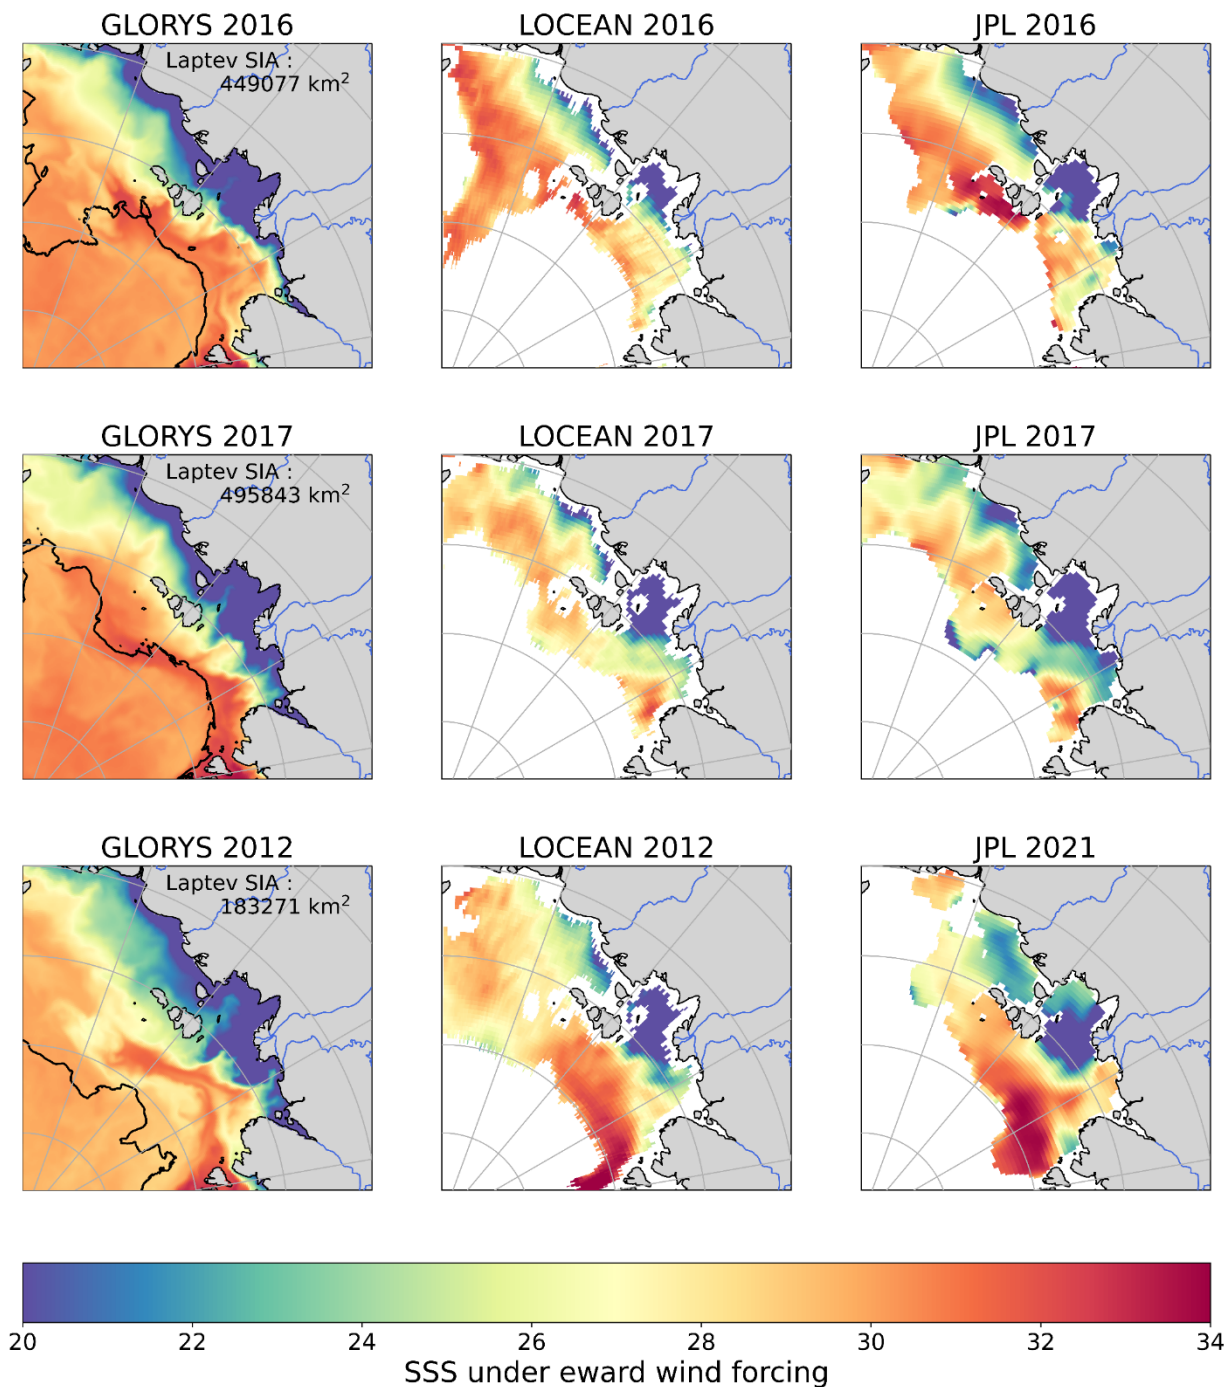 GLORYS 2016
LOCEAN 2016
JPL 2016
Laptev SIA :
449077 km²
GLORYS 2017
LOCEAN 2017
JPL 2017
Laptev SIA :
495843 km²
GLORYS 2012
LOCEAN 2012
JPL 2021
Laptev SIA :
183271 km²
20 22 24 26 28 30 32 34
SSS under eward wind forcing